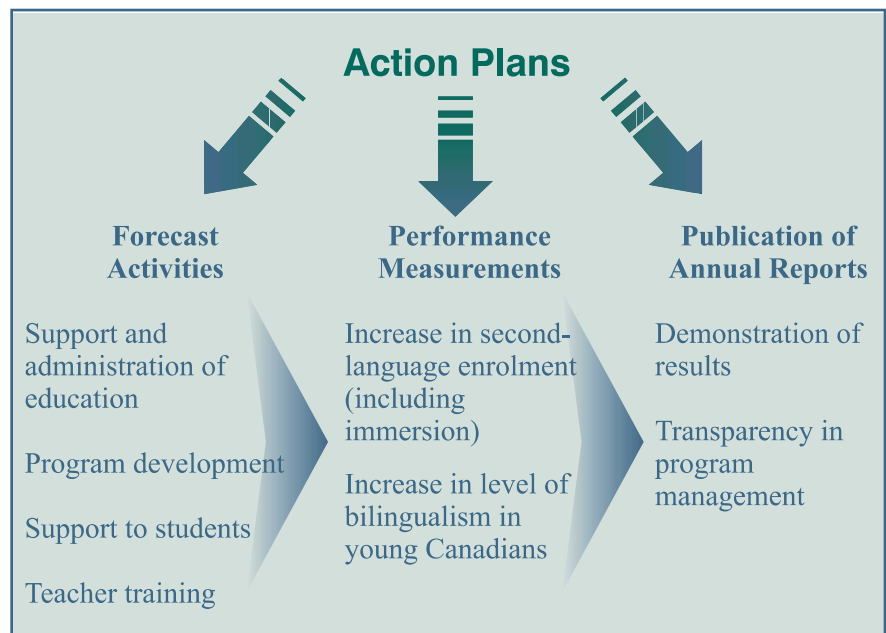 Action Plans
Forecast
Activities
Support and
administration of
education
Program development
Support to students
Teacher training
Performance
Measurements
Increase in second-
language enrolment
(including
immersion)
Increase in level of
bilingualism in
young Canadians
Publication of
Annual Reports
Demonstration of
results
Transparency in
program
management